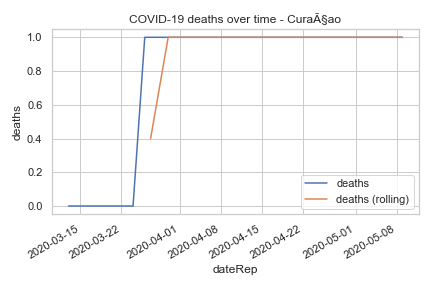 COVID-19 deaths over time - CuraÃ§ao
deaths
1.0
0.8
0.6
0.4
0.2
0.0
deaths
deaths (rolling)
2020-03-15
2020-03-22
2020-04-01
2020-04-08
2020-04-15
2020-04-22
2020-05-01
2020-05-08
dateRep